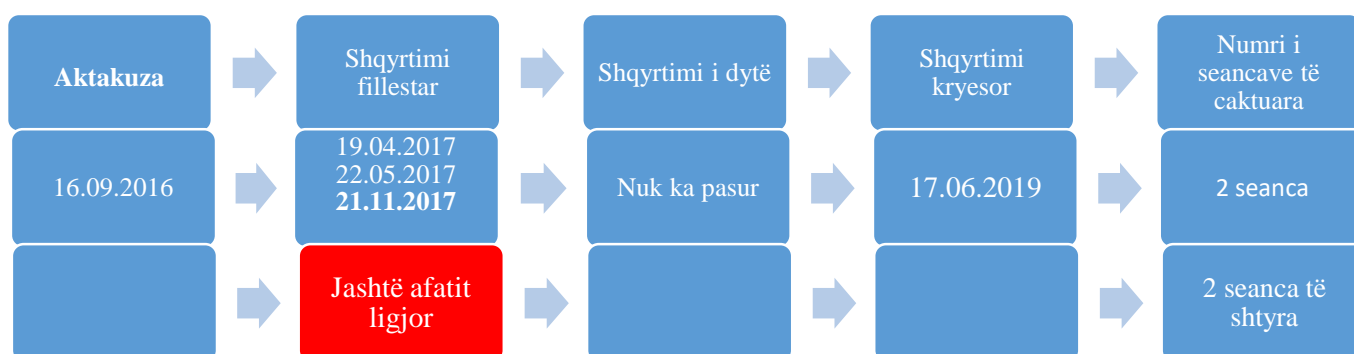 Aktakuza
Shqyrtimi
fillestar
Shqyrtimi i dytë
Shqyrtimi
kryesor
Numri i
seancave të
caktuara
16.09.2016
19.04.2017
22.05.2017
21.11.2017
Nuk ka pasur
17.06.2019
2 seanca
Jashtë afatit
ligjor
2 seanca të
shtyra